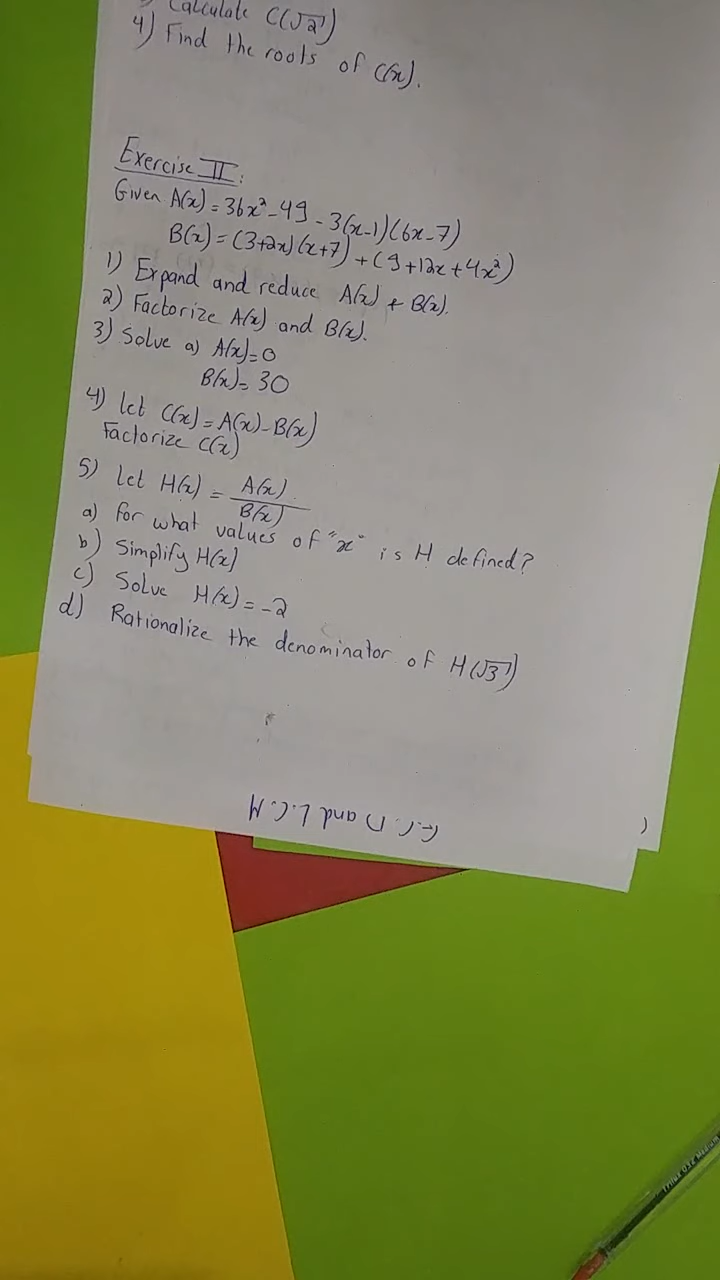 Calculate C(√2)
4) Find the roots of C(x).
Exercise II:
Given A(x) = 36x² - 49 - 3(x-1)(6x-7)
B(x) = (3+2x)(x+7) + (9+12x+4x²)
1) Expand and reduce A(x) + B(x).
2) Factorize A(x) and B(x).
3) Solve a) A(x) = 0
B(x) = 30
4) let C(x) = A(x) - B(x)
Factorize C(x)
5) let H(x) = A(x) / B(x)
a) for what values of "x" is H defined?
b) Simplify H(x)
c) Solve H(x) = -2
d) Rationalize the denominator of H(√3)
and L.C.M